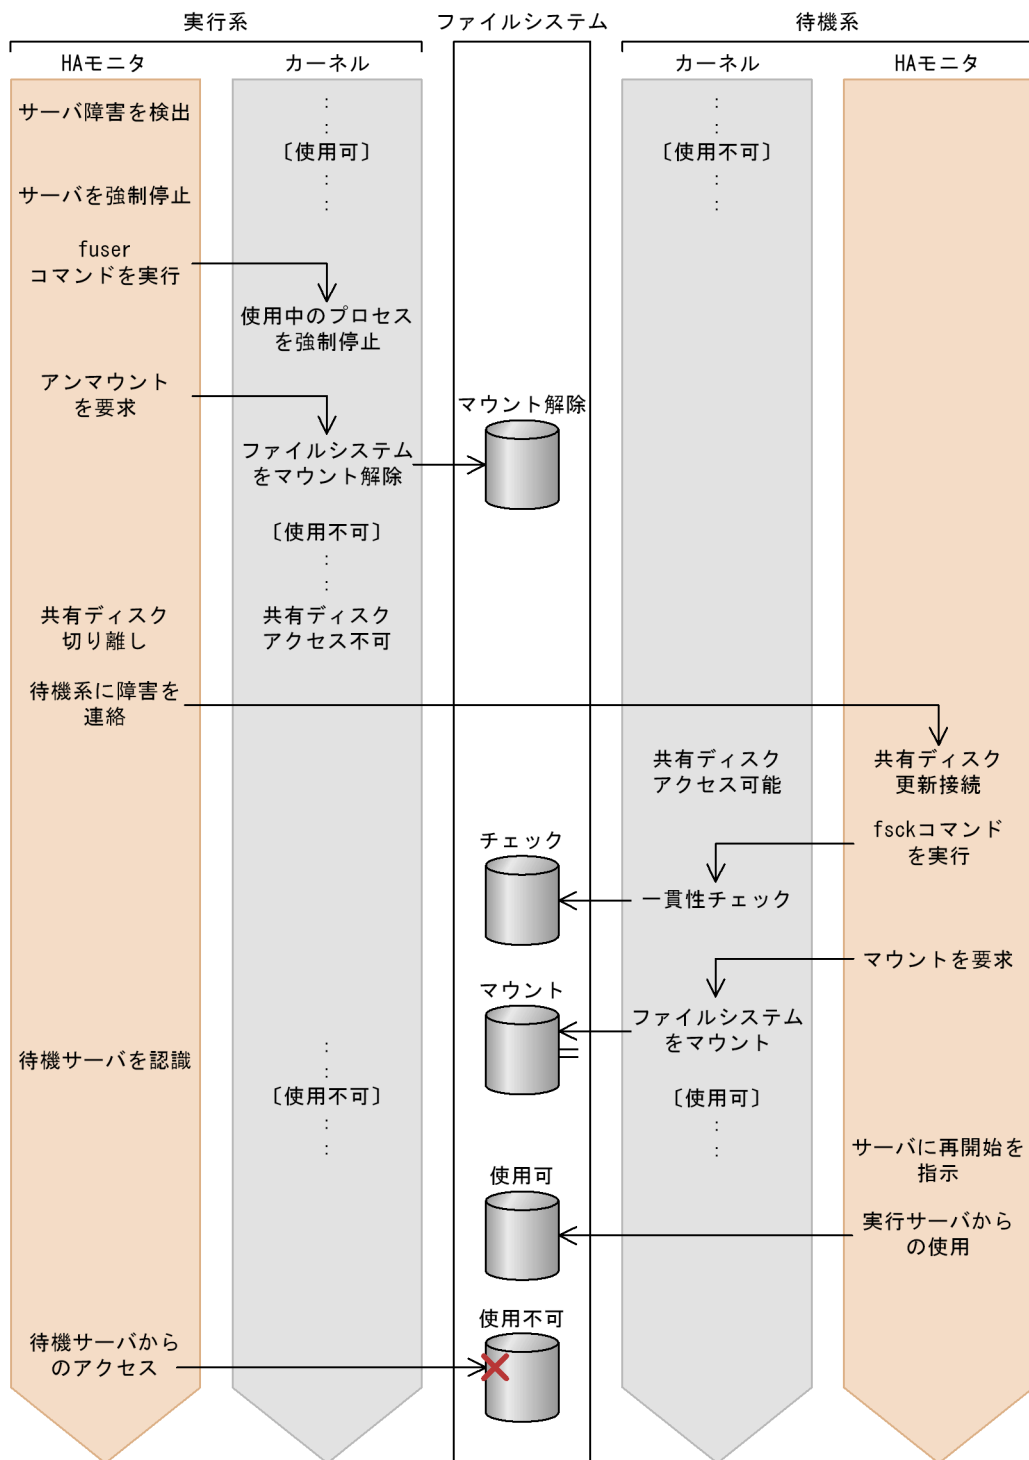 実行系
ファイルシステム
待機系
HAモニタ
カーネル
カーネル
HAモニタ
サーバ障害を検出
:
:
〔使用可〕
:
:
:
:
〔使用不可〕
:
:
サーバを強制停止
fuser
コマンドを実行
使用中のプロセス
を強制停止
アンマウント
を要求
マウント解除
ファイルシステム
をマウント解除
〔使用不可〕
:
:
共有ディスク
切り離し
共有ディスク
アクセス不可
待機系に障害を
連絡
共有ディスク
アクセス可能
共有ディスク
更新接続
fsckコマンド
を実行
チェック
一貫性チェック
マウントを要求
マウント
ファイルシステム
をマウント
待機サーバを認識
:
:
〔使用不可〕
:
:
〔使用可〕
:
:
サーバに再開始を
指示
使用可
実行サーバから
の使用
使用不可
待機サーバから
のアクセス